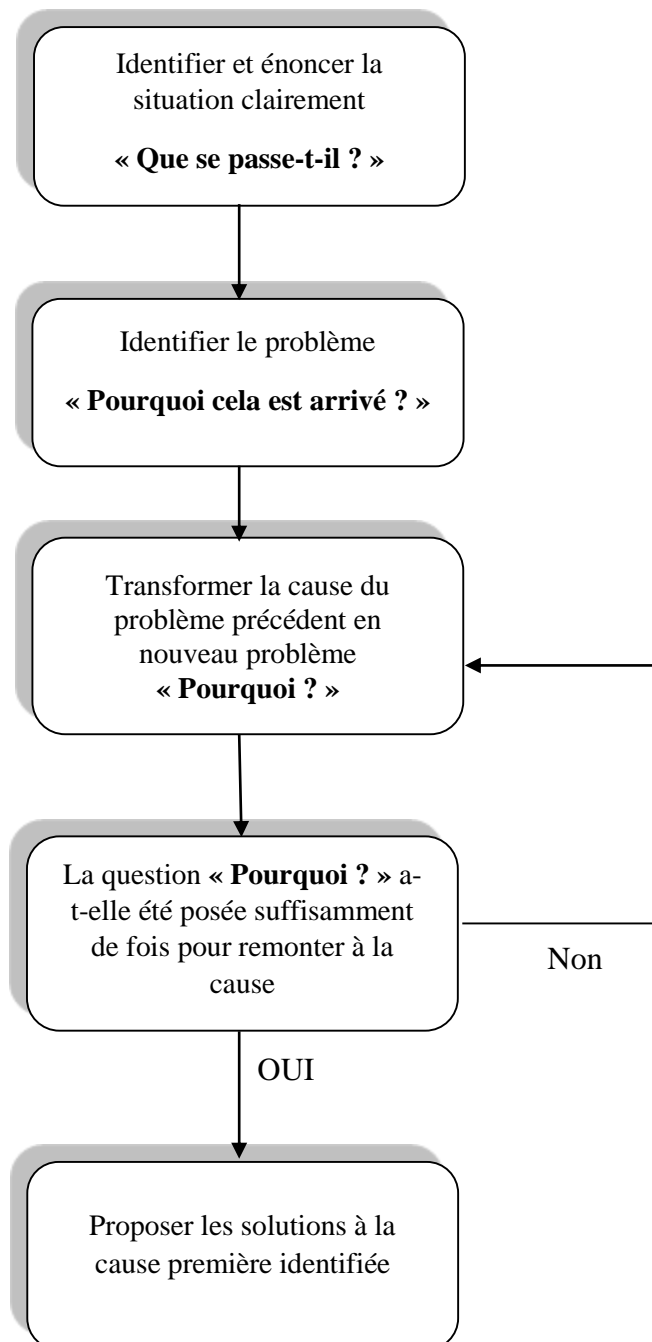 Identifier et énoncer la
situation clairement
« Que se passe-t-il ? »
Identifier le problème
« Pourquoi cela est arrivé ? »
Transformer la cause du
problème précédent en
nouveau problème
« Pourquoi ? »
La question « Pourquoi ? » a-
t-elle été posée suffisamment
de fois pour remonter à la
cause
Non
OUI
Proposer les solutions à la
cause première identifiée